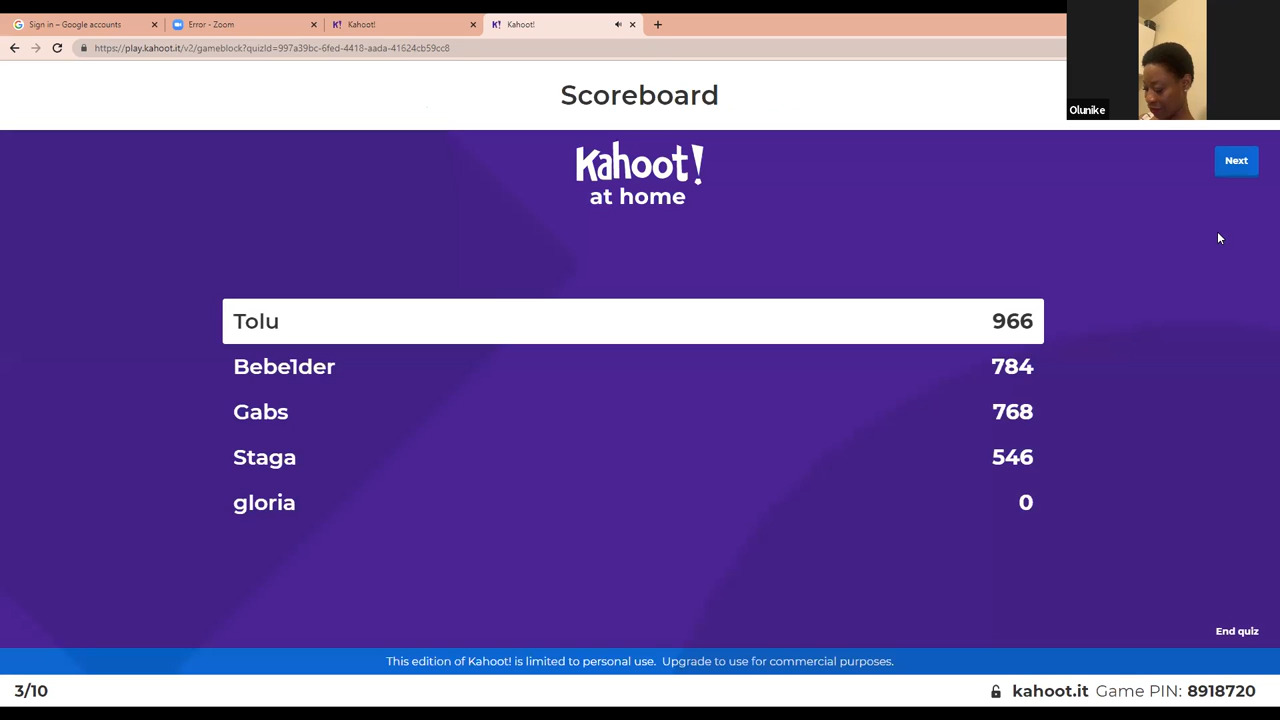 Sign in – Google accounts
Error - Zoom
Kahoot!
Kahoot!
https://play.kahoot.it/v2/gameblock?quizId=997a39bc-6fed-4418-aada-41624cb59cc8
Scoreboard
Olunike
Kahoot!
at home
Next
Tolu 966
Bebe1der 784
Gabs 768
Staga 546
gloria 0
End quiz
This edition of Kahoot! is limited to personal use. Upgrade to use for commercial purposes.
3/10
kahoot.it Game PIN: 8918720